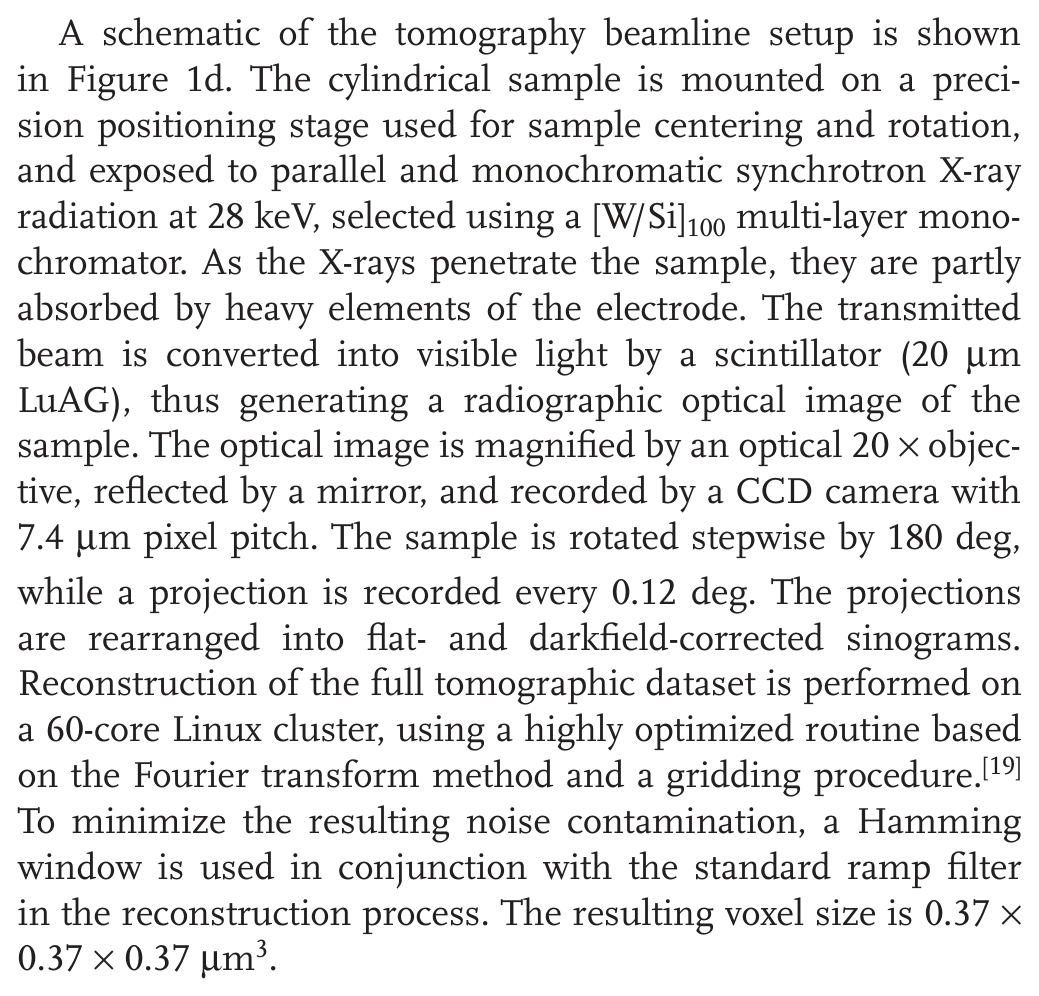 A schematic of the tomography beamline setup is shown
in Figure 1d. The cylindrical sample is mounted on a preci-
sion positioning stage used for sample centering and rotation,
and exposed to parallel and monochromatic synchrotron X-ray
radiation at 28 keV, selected using a [W/Si]₁₀₀ multi-layer mono-
chromator. As the X-rays penetrate the sample, they are partly
absorbed by heavy elements of the electrode. The transmitted
beam is converted into visible light by a scintillator (20 µm
LuAG), thus generating a radiographic optical image of the
sample. The optical image is magnified by an optical 20 × objec-
tive, reflected by a mirror, and recorded by a CCD camera with
7.4 µm pixel pitch. The sample is rotated stepwise by 180 deg,
while a projection is recorded every 0.12 deg. The projections
are rearranged into flat- and darkfield-corrected sinograms.
Reconstruction of the full tomographic dataset is performed on
a 60-core Linux cluster, using a highly optimized routine based
on the Fourier transform method and a gridding procedure.[19]
To minimize the resulting noise contamination, a Hamming
window is used in conjunction with the standard ramp filter
in the reconstruction process. The resulting voxel size is 0.37 ×
0.37 × 0.37 µm³.